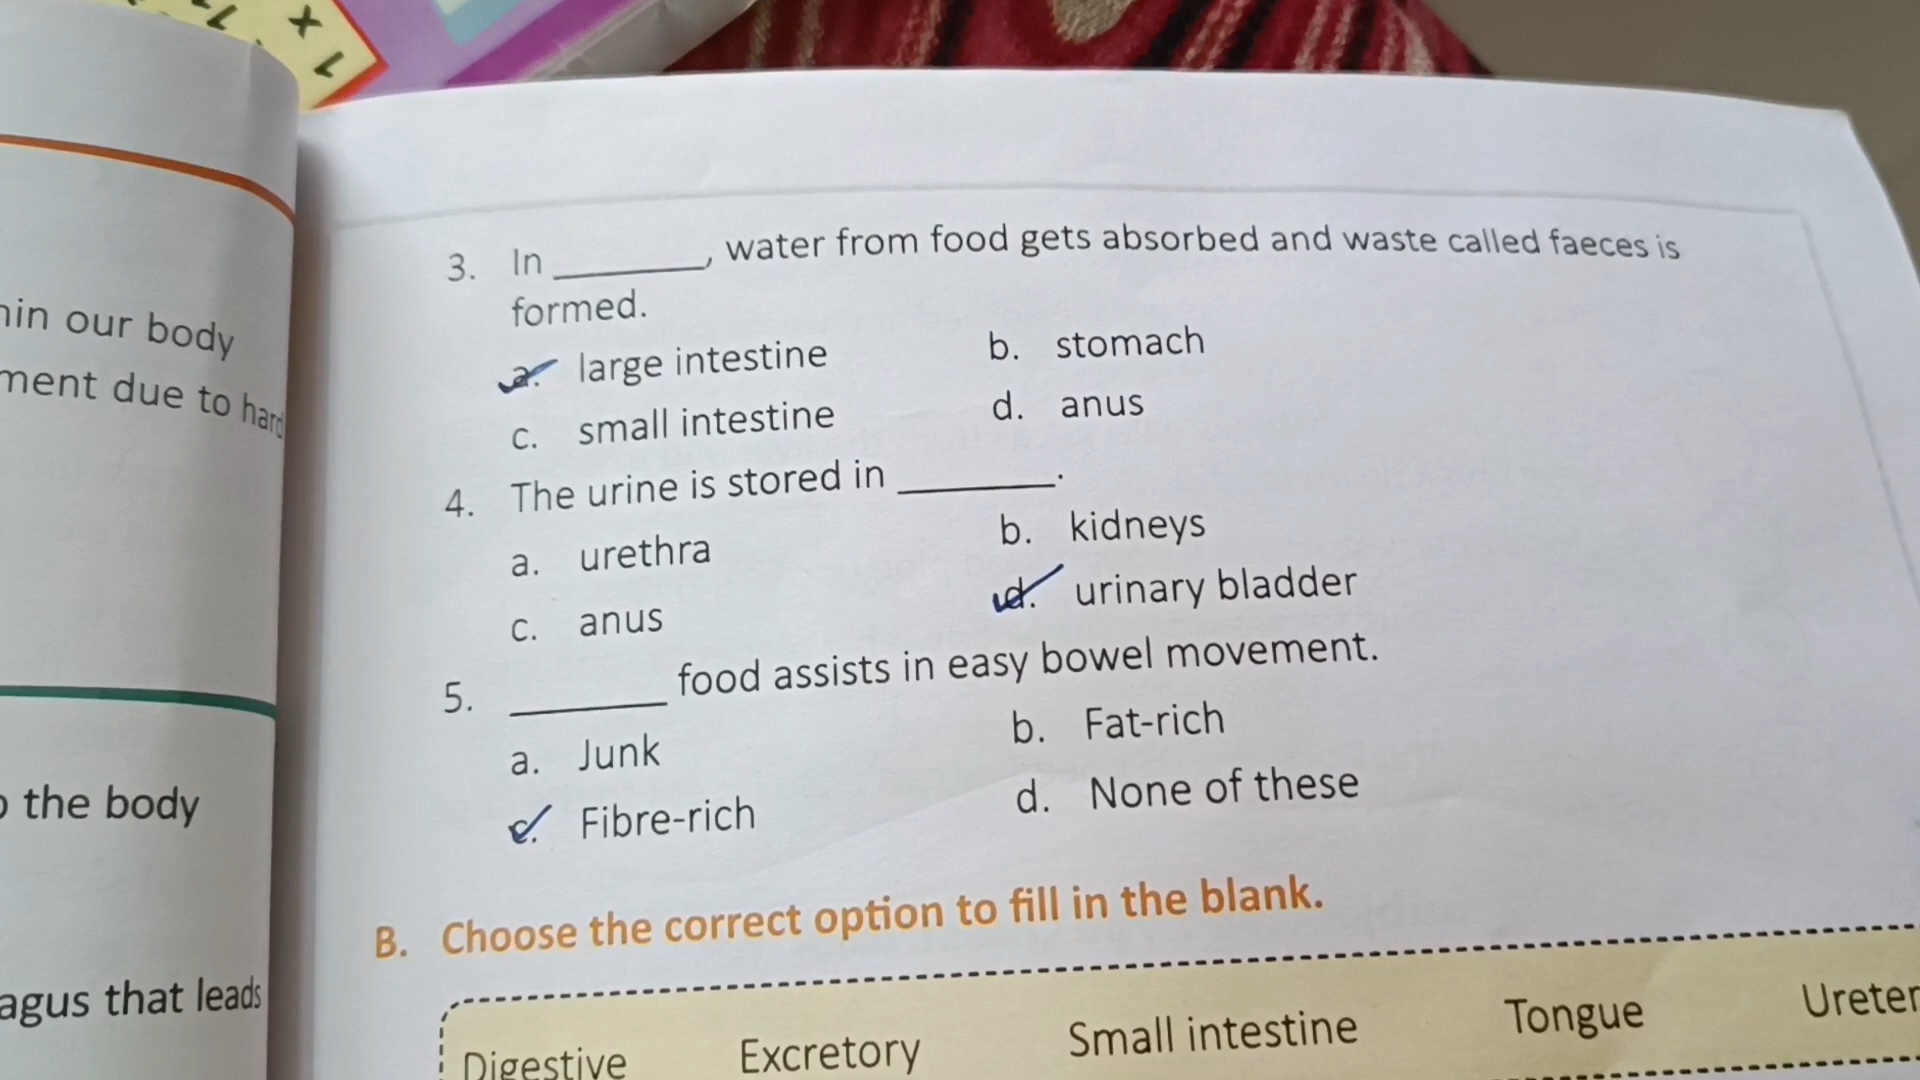 hin our body
ment due to hard
the body
agus that leads
3. In ________, water from food gets absorbed and waste called faeces is
formed.
a. large intestine b. stomach
c. small intestine d. anus
4. The urine is stored in ________.
a. urethra b. kidneys
c. anus d. urinary bladder
5. ________ food assists in easy bowel movement.
a. Junk b. Fat-rich
c. Fibre-rich d. None of these
B. Choose the correct option to fill in the blank.
Digestive Excretory Small intestine Tongue Ureter